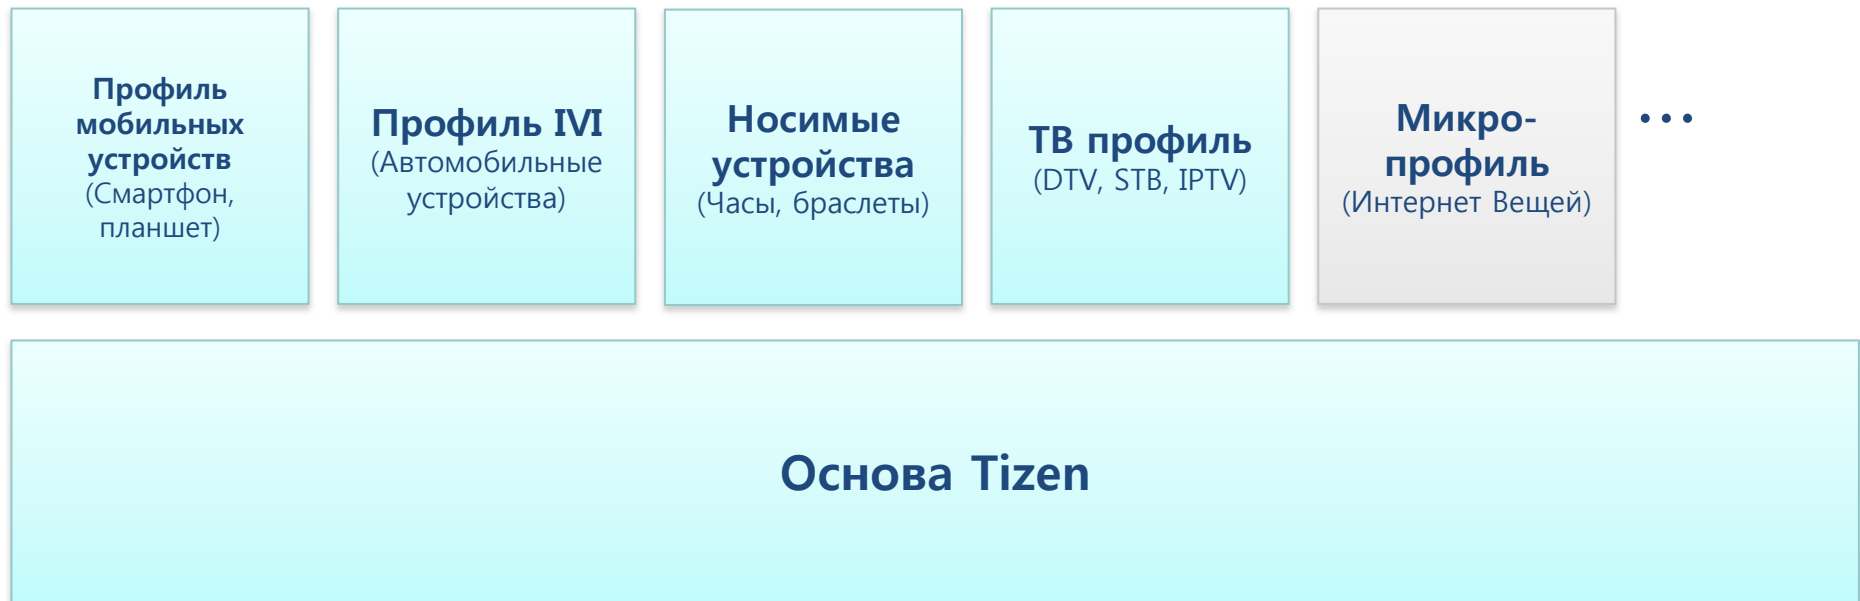 Профиль
мобильных
устройств
(Смартфон,
планшет)
Профиль IVI
(Автомобильные
устройства)
Носимые
устройства
(Часы, браслеты)
ТВ профиль
(DTV, STB, IPTV)
Микро-
профиль
(Интернет Вещей)
...
Основа Tizen